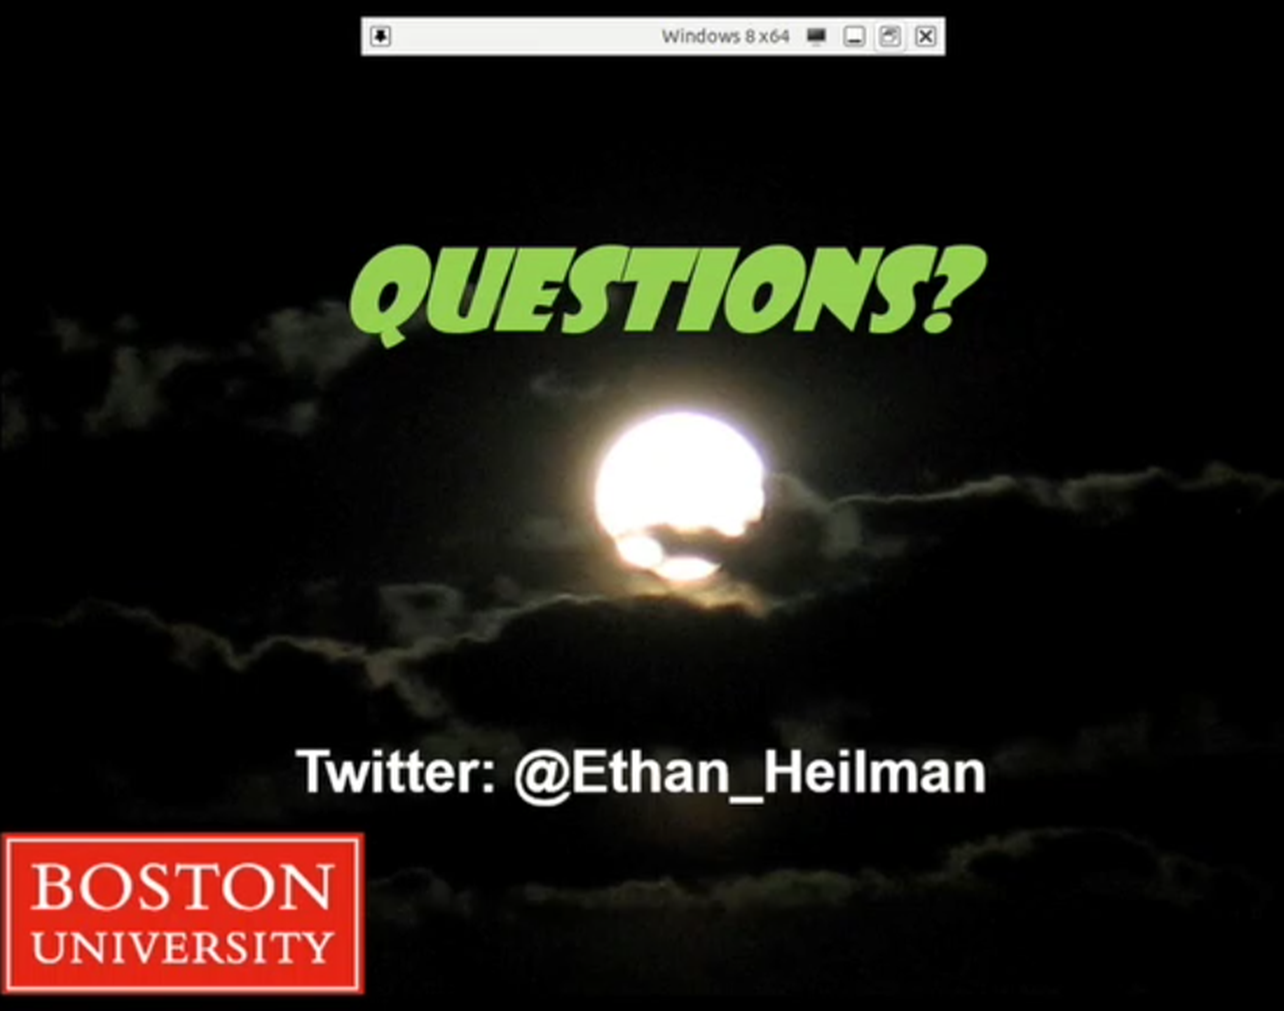 Windows 8 x64
QUESTIONS?
Twitter: @Ethan_Heilman
BOSTON
UNIVERSITY